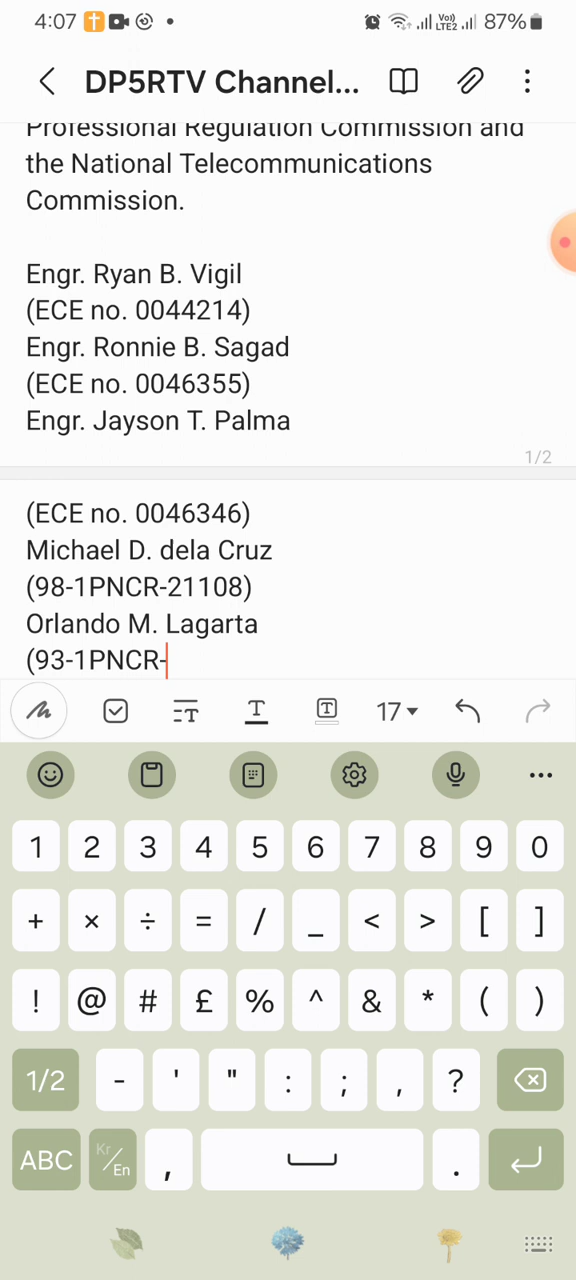 4:07 87%
Vo))
LTE2
DP5RTV Channel...
Professional Regulation Commission and
the National Telecommunications
Commission.
Engr. Ryan B. Vigil
(ECE no. 0044214)
Engr. Ronnie B. Sagad
(ECE no. 0046355)
Engr. Jayson T. Palma
1/2
(ECE no. 0046346)
Michael D. dela Cruz
(98-1PNCR-21108)
Orlando M. Lagarta
(93-1PNCR-
T T T 17
1 2 3 4 5 6 7 8 9 0
+ × ÷ = / _ < > [ ]
! @ # £ % ^ & * ( )
1/2 - ' " : ; , ?
ABC Kr/En , .